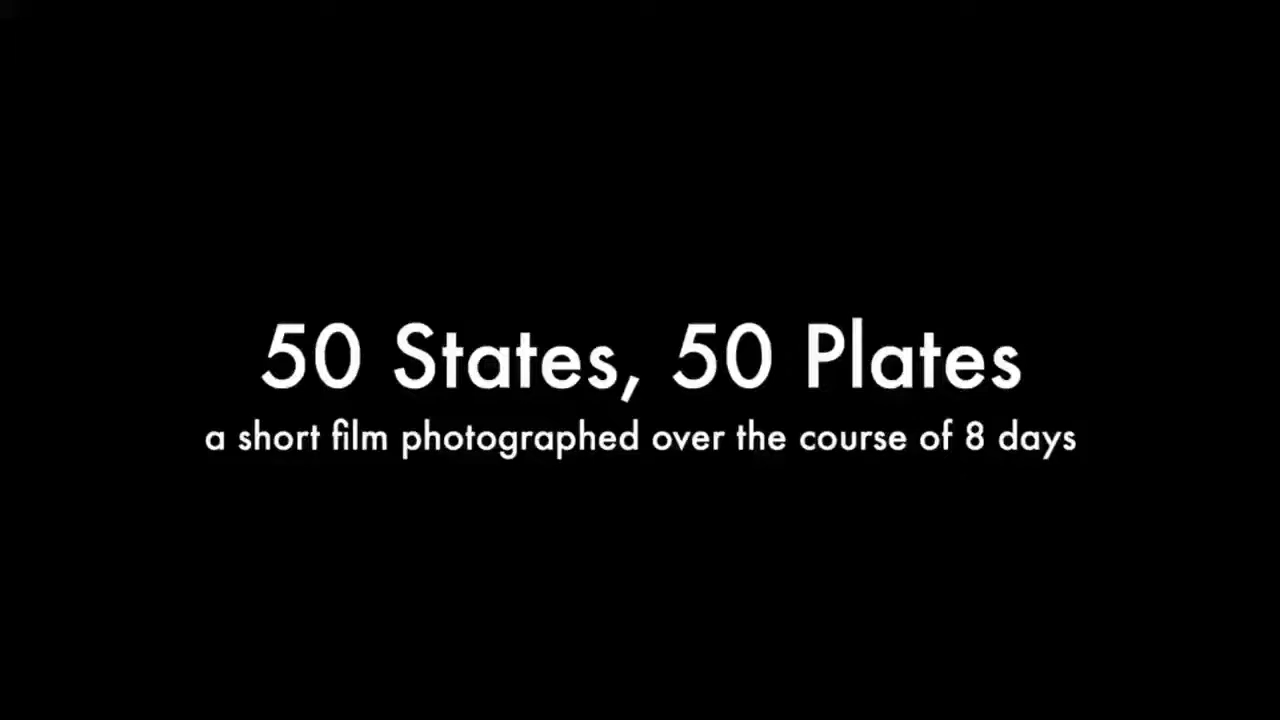 50 States, 50 Plates
a short film photographed over the course of 8 days